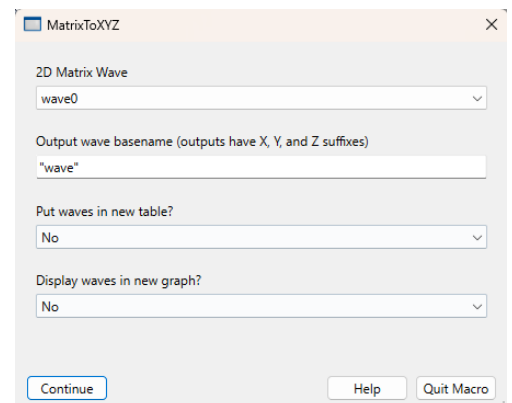 MatrixToXYZ
2D Matrix Wave
wave0
Output wave basename (outputs have X, Y, and Z suffixes)
"wave"
Put waves in new table?
No
Display waves in new graph?
No
Continue Help Quit Macro